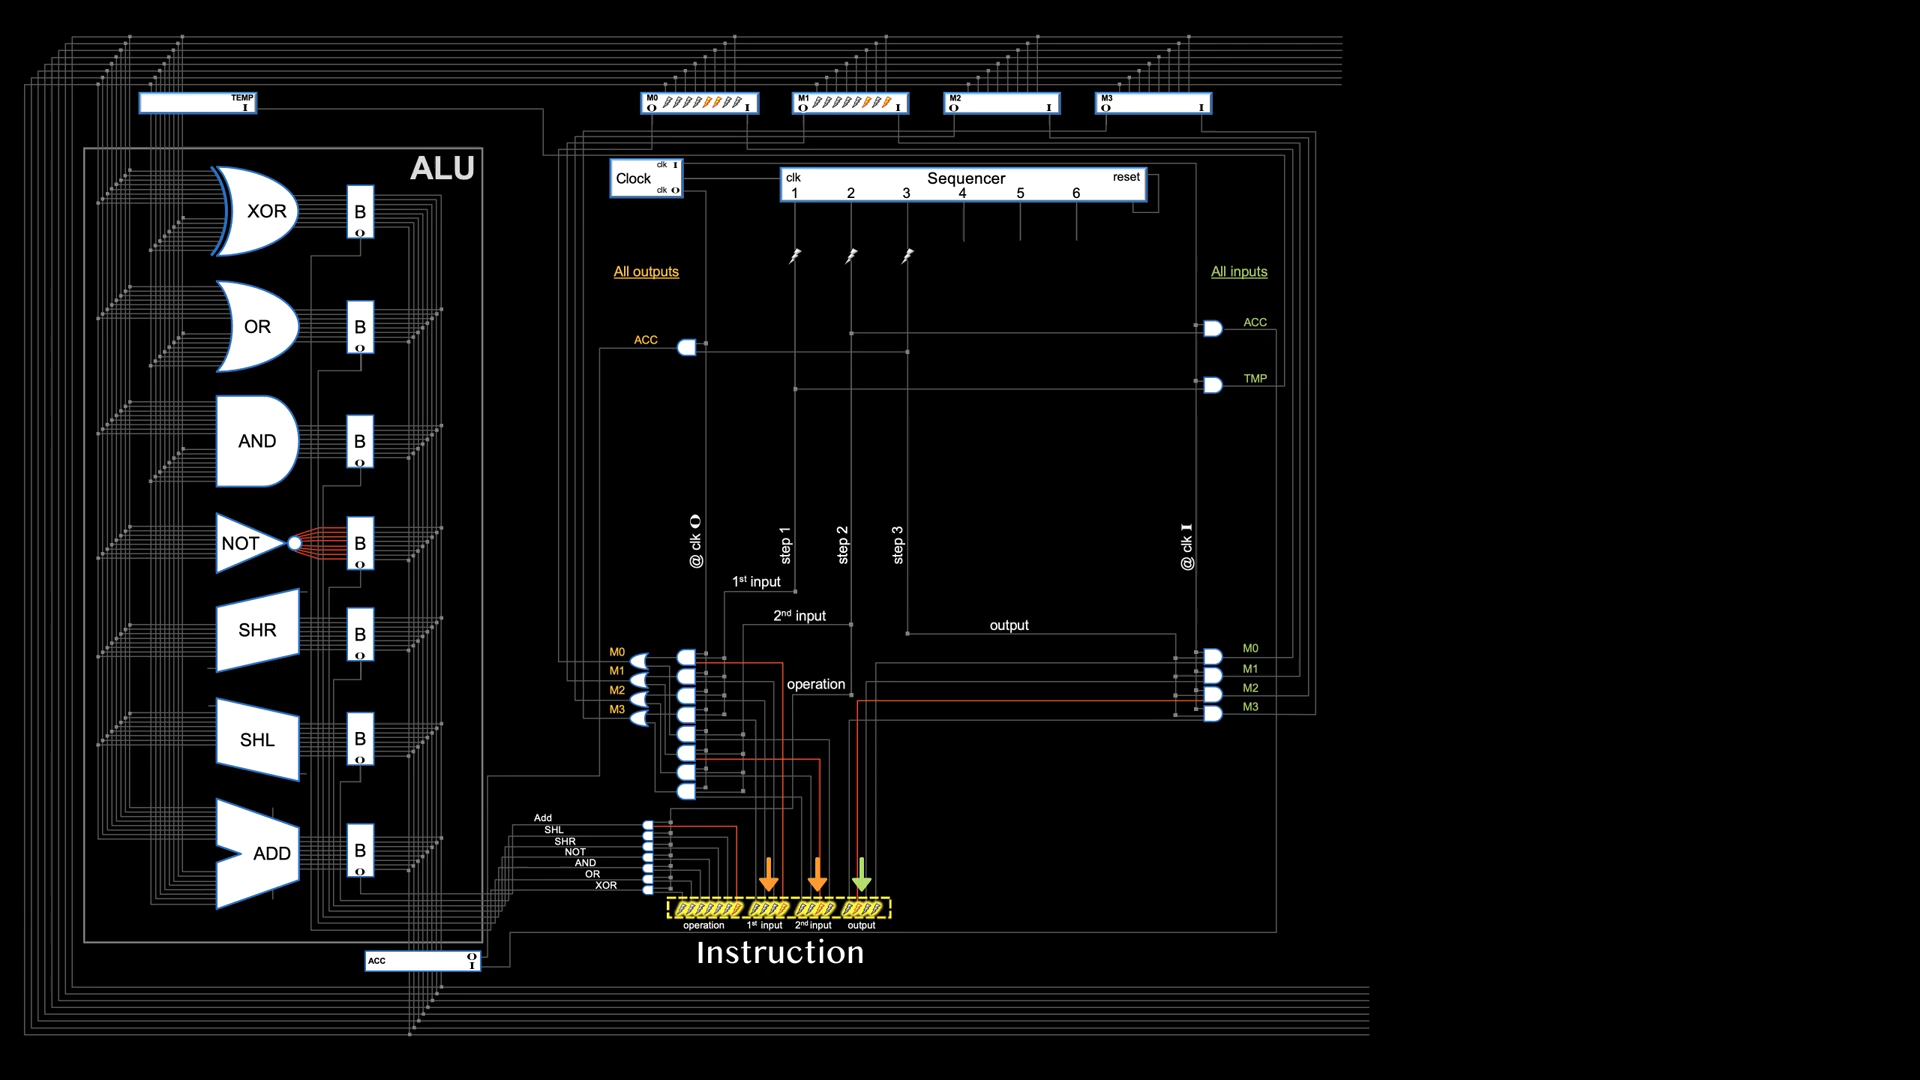 TEMP
I
M0
O I
M1
O I
M2
O I
M3
O I
ALU
XOR
B
O
OR
B
O
AND
B
O
NOT
B
O
SHR
B
O
SHL
B
O
ADD
B
O
ACC
O
I
Clock
clk I
clk O
clk Sequencer reset
1 2 3 4 5 6
All outputs
All inputs
ACC
ACC
TMP
@ clk O
step 1
step 2
step 3
@ clk I
1st input
2nd input
output
operation
M0
M1
M2
M3
M0
M1
M2
M3
Add
SHL
SHR
NOT
AND
OR
XOR
operation 1st input 2nd input output
Instruction